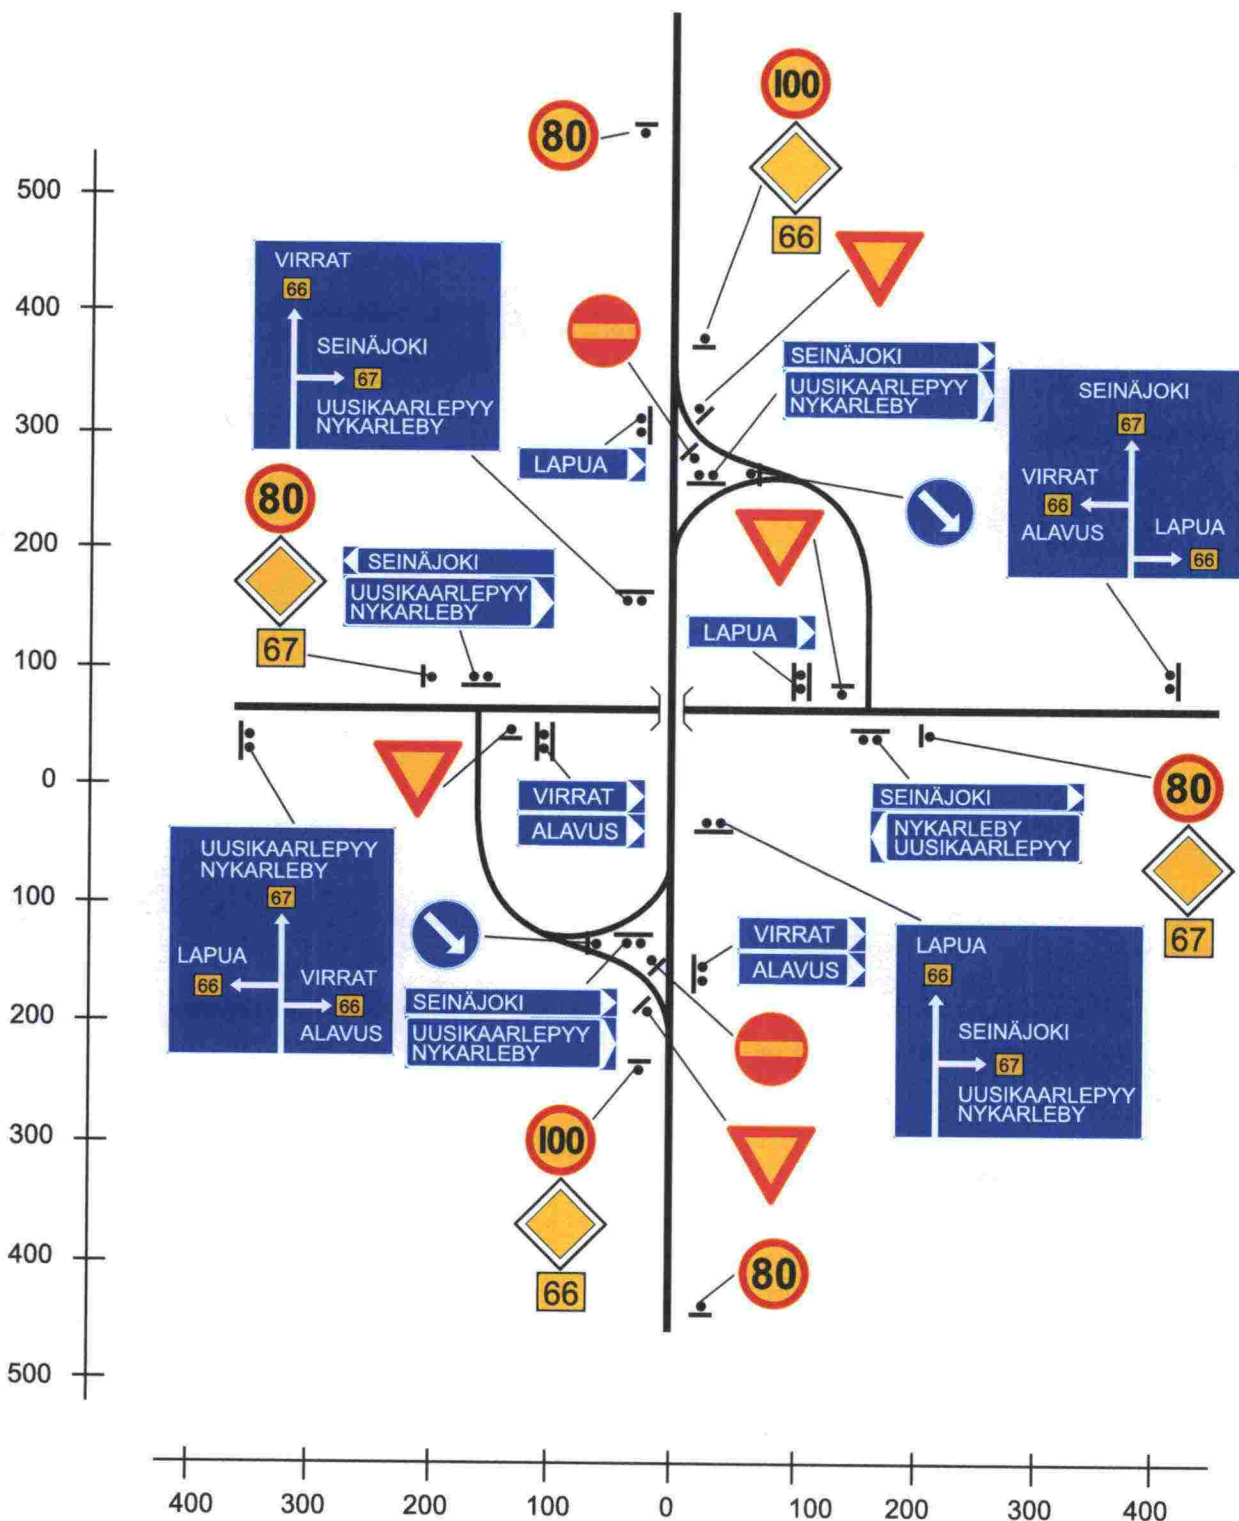 100
80
500
66
VIRRAT
66
SEINÄJOKI
67
UUSIKAARLEPYY
NYKARLEBY
400
SEINÄJOKI
UUSIKAARLEPYY
NYKARLEBY
SEINÄJOKI
67
VIRRAT
66
ALAVUS
LAPUA
66
300
LAPUA
80
67
200
SEINÄJOKI
UUSIKAARLEPYY
NYKARLEBY
LAPUA
100
0
VIRRAT
ALAVUS
SEINÄJOKI
NYKARLEBY
UUSIKAARLEPYY
80
67
UUSIKAARLEPYY
NYKARLEBY
67
LAPUA
66
VIRRAT
66
ALAVUS
100
VIRRAT
ALAVUS
LAPUA
66
SEINÄJOKI
67
UUSIKAARLEPYY
NYKARLEBY
200
SEINÄJOKI
UUSIKAARLEPYY
NYKARLEBY
300
100
66
400
80
500
400
300
200
100
0
100
200
300
400